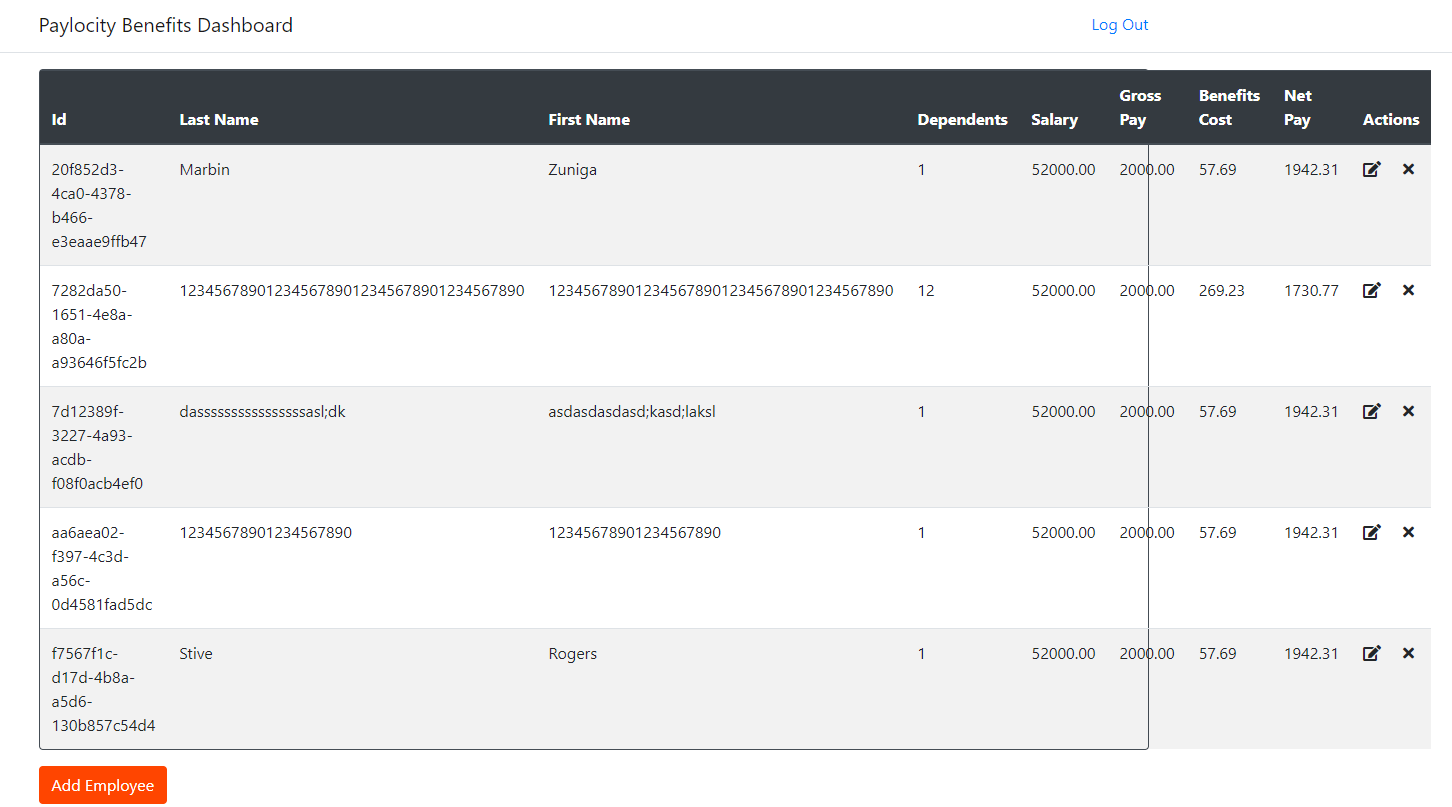 Paylocity Benefits Dashboard
Log Out
Id Last Name First Name Dependents Salary Gross Pay Benefits Cost Net Pay Actions
20f852d3-
4ca0-4378-
b466-
e3eaae9ffb47
Marbin Zuniga 1 52000.00 2000.00 57.69 1942.31
7282da50-
1651-4e8a-
a80a-
a93646f5fc2b
1234567890123456789012345678901234567890 1234567890123456789012345678901234567890 12 52000.00 2000.00 269.23 1730.77
7d12389f-
3227-4a93-
acdb-
f08f0acb4ef0
dasssssssssssssssssasl;dk asdasdasdasd;kasd;laksl 1 52000.00 2000.00 57.69 1942.31
aa6aea02-
f397-4c3d-
a56c-
0d4581fad5dc
12345678901234567890 12345678901234567890 1 52000.00 2000.00 57.69 1942.31
f7567f1c-
d17d-4b8a-
a5d6-
130b857c54d4
Stive Rogers 1 52000.00 2000.00 57.69 1942.31
Add Employee